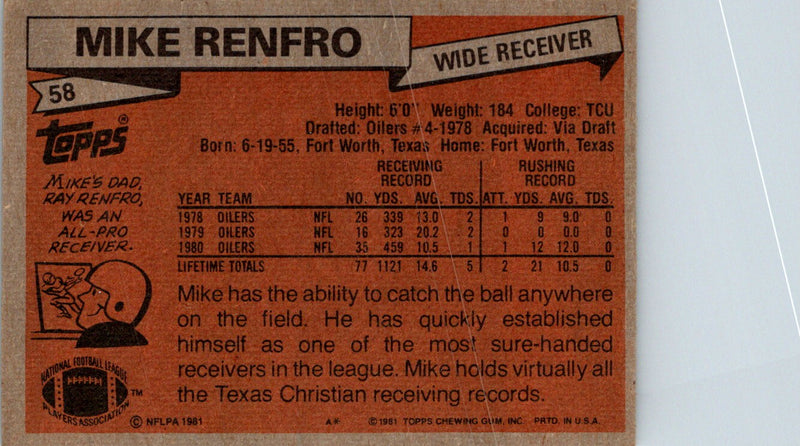 MIKE RENFRO
WIDE RECEIVER
58
Topps®
Height: 6'0" Weight: 184 College: TCU
Drafted: Oilers #4-1978 Acquired: Via Draft
Born: 6-19-55, Fort Worth, Texas Home: Fort Worth, Texas
MIKE'S DAD,
RAY RENFRO,
WAS AN
ALL-PRO
RECEIVER.
RECEIVING RUSHING
RECORD RECORD
YEAR TEAM NO. YDS. AVG. TDS. ATT. YDS. AVG. TDS
1978 OILERS NFL 26 339 13.0 2 1 9 9.0 0
1979 OILERS NFL 16 323 20.2 2 0 0 0 0
1980 OILERS NFL 35 459 10.5 1 1 12 12.0 0
LIFETIME TOTALS 77 1121 14.6 5 2 21 10.5 0
Mike has the ability to catch the ball anywhere
on the field. He has quickly established
himself as one of the most sure-handed
receivers in the league. Mike holds virtually all
the Texas Christian receiving records.
NATIONAL FOOTBALL LEAGUE
PLAYERS ASSOCIATION
TM
© NFLPA 1981
A* © 1981 TOPPS CHEWING GUM, INC. PRTD. IN U.S.A.